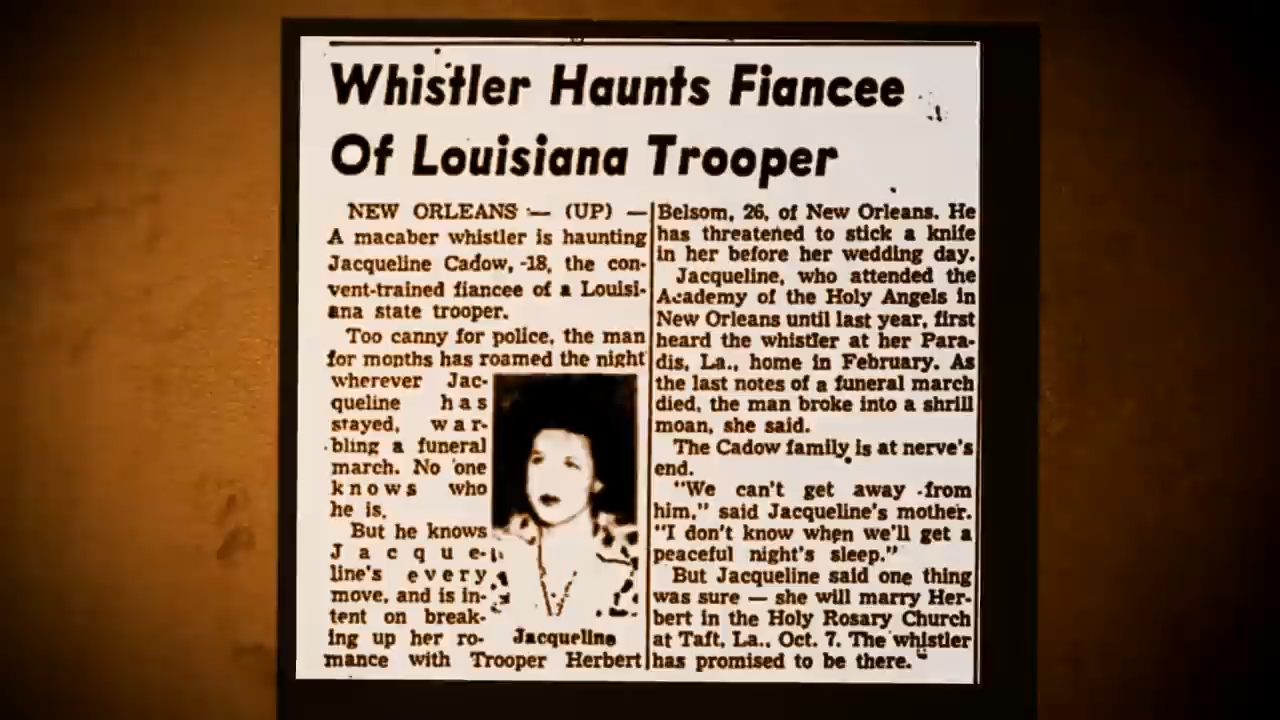 Whistler Haunts Fiancee
Of Louisiana Trooper
NEW ORLEANS — (UP) —
A macaber whistler is haunting
Jacqueline Cadow, -18, the con-
vent-trained fiancee of a Louisi-
ana state trooper.
Too canny for police, the man
for months has roamed the night
wherever Jac-
queline has
stayed, war-
bling a funeral
march. No one
knows who
he is.
But he knows
Jacque-
line's every
move, and is in-
tent on break-
ing up her ro-
mance with Trooper Herbert
Jacqueline
Belsom, 26, of New Orleans. He
has threatened to stick a knife
in her before her wedding day.
Jacqueline, who attended the
Academy of the Holy Angels in
New Orleans until last year, first
heard the whistler at her Para-
dis, La., home in February. As
the last notes of a funeral march
died, the man broke into a shrill
moan, she said.
The Cadow family is at nerve's
end.
"We can't get away from
him," said Jacqueline's mother.
"I don't know when we'll get a
peaceful night's sleep."
But Jacqueline said one thing
was sure — she will marry Her-
bert in the Holy Rosary Church
at Taft, La., Oct. 7. The whistler
has promised to be there.